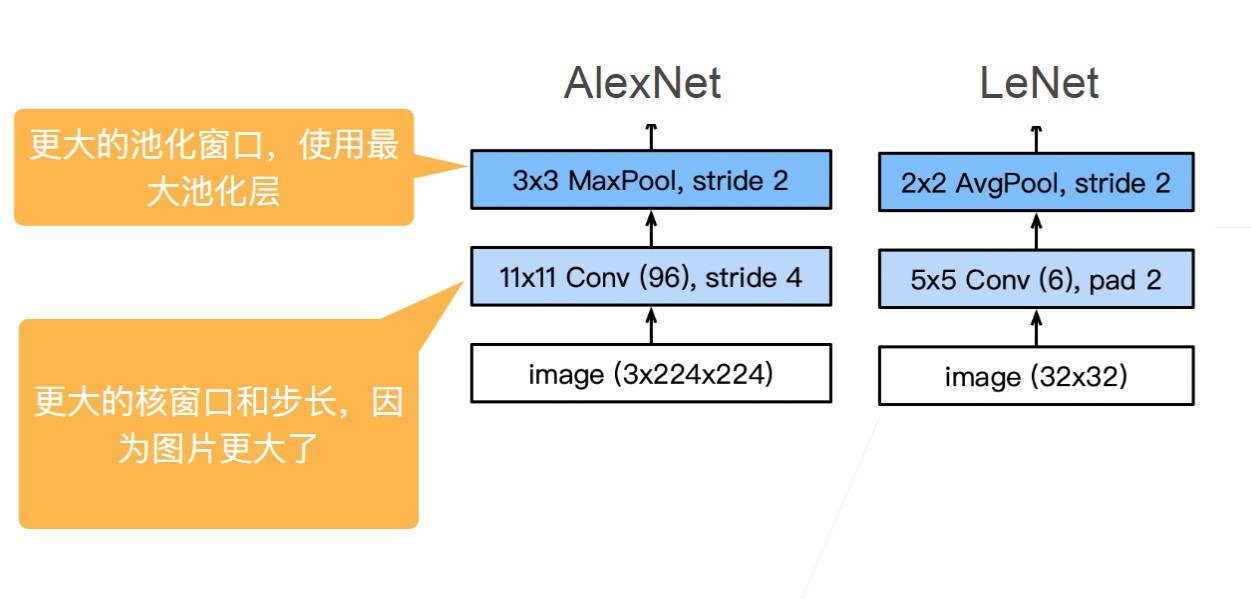 AlexNet
LeNet
更大的池化窗口，使用最
大池化层
3x3 MaxPool, stride 2
2x2 AvgPool, stride 2
11x11 Conv (96), stride 4
5x5 Conv (6), pad 2
更大的核窗口和步长，因
为图片更大了
image (3x224x224)
image (32x32)